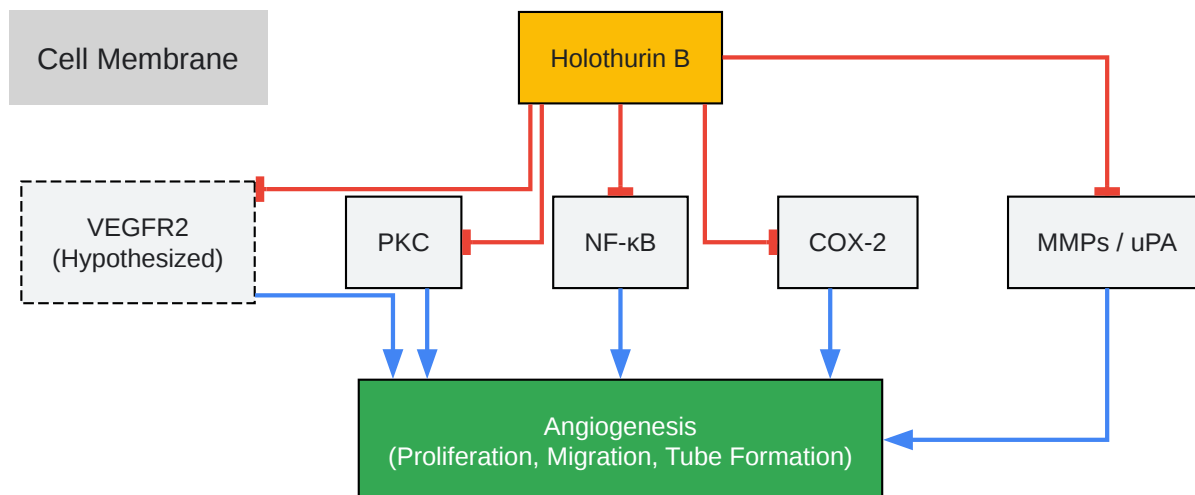 Cell Membrane
Holothurin B
VEGFR2
(Hypothesized)
PKC
NF-κB
COX-2
MMPs / uPA
Angiogenesis
(Proliferation, Migration, Tube Formation)